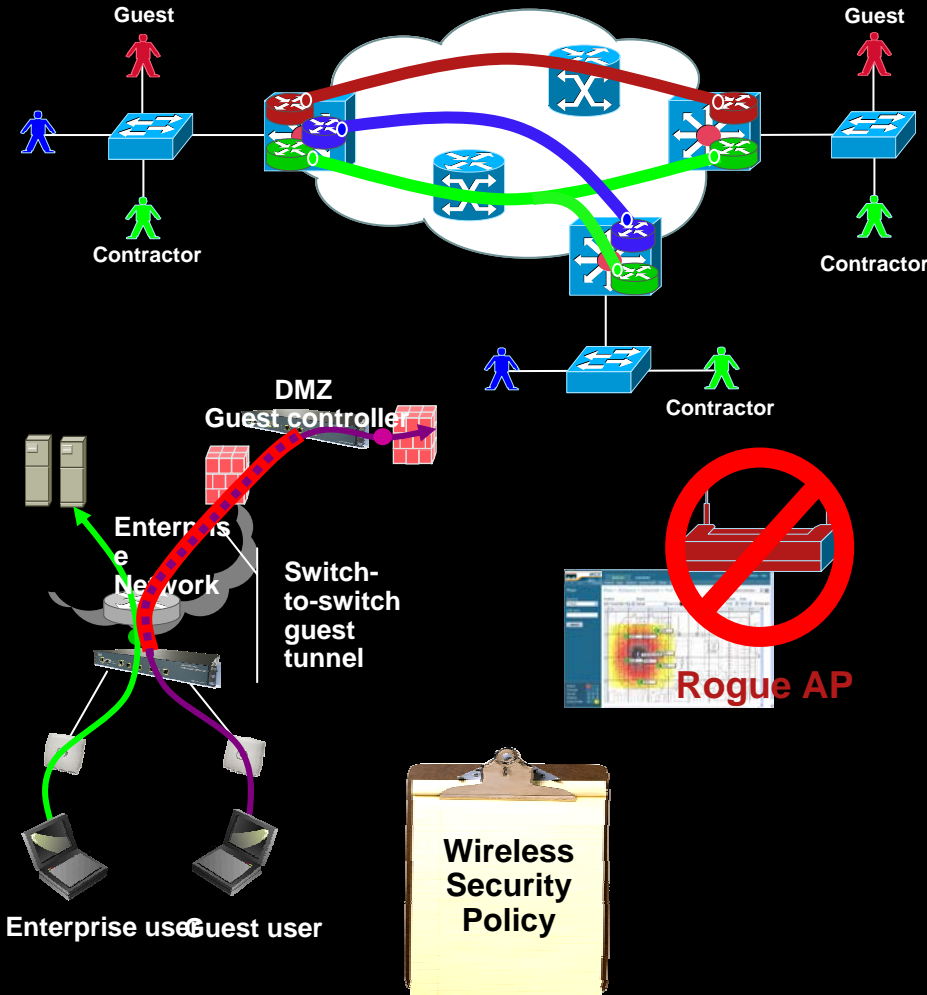 Guest
Guest
Contractor
Contractor
Contractor
DMZ
Guest controller
Enterpris
e
Network
Switch-
to-switch
guest
tunnel
Rogue AP
Wireless
Security
Policy
Enterprise user
Guest user